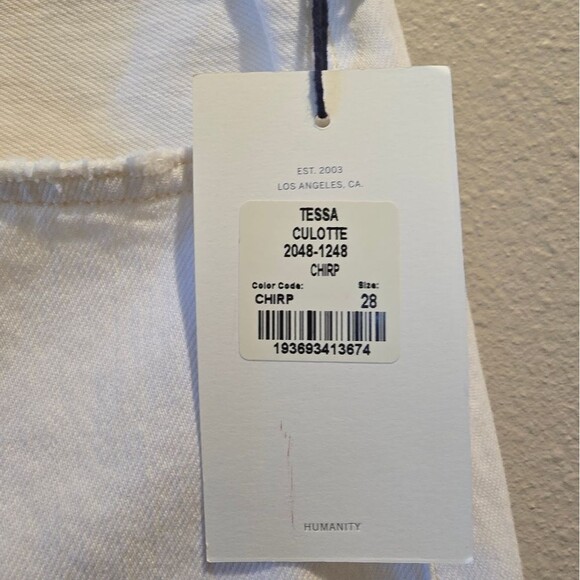 EST. 2003
LOS ANGELES, CA.
TESSA
CULOTTE
2048-1248
CHIRP
Color Code: Size:
CHIRP 28
193693413674
HUMANITY